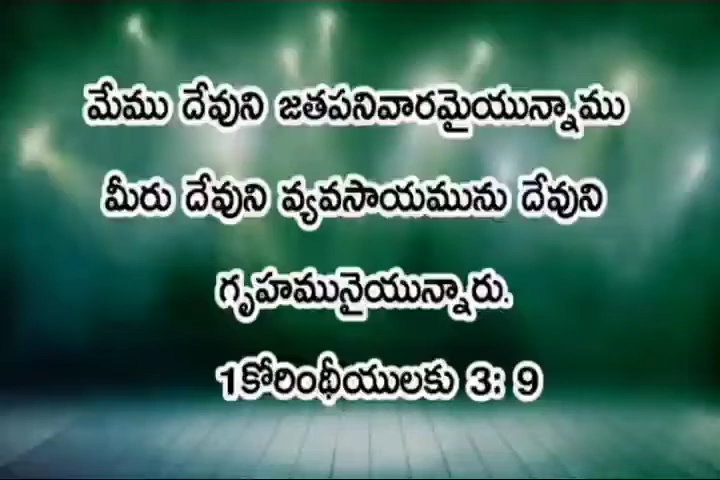 మేము దేవుని జతపనివారమైయున్నాము
మీరు దేవుని వ్యవసాయమును దేవుని
గృహమునైయున్నారు.
1కోరింథీయులకు 3: 9